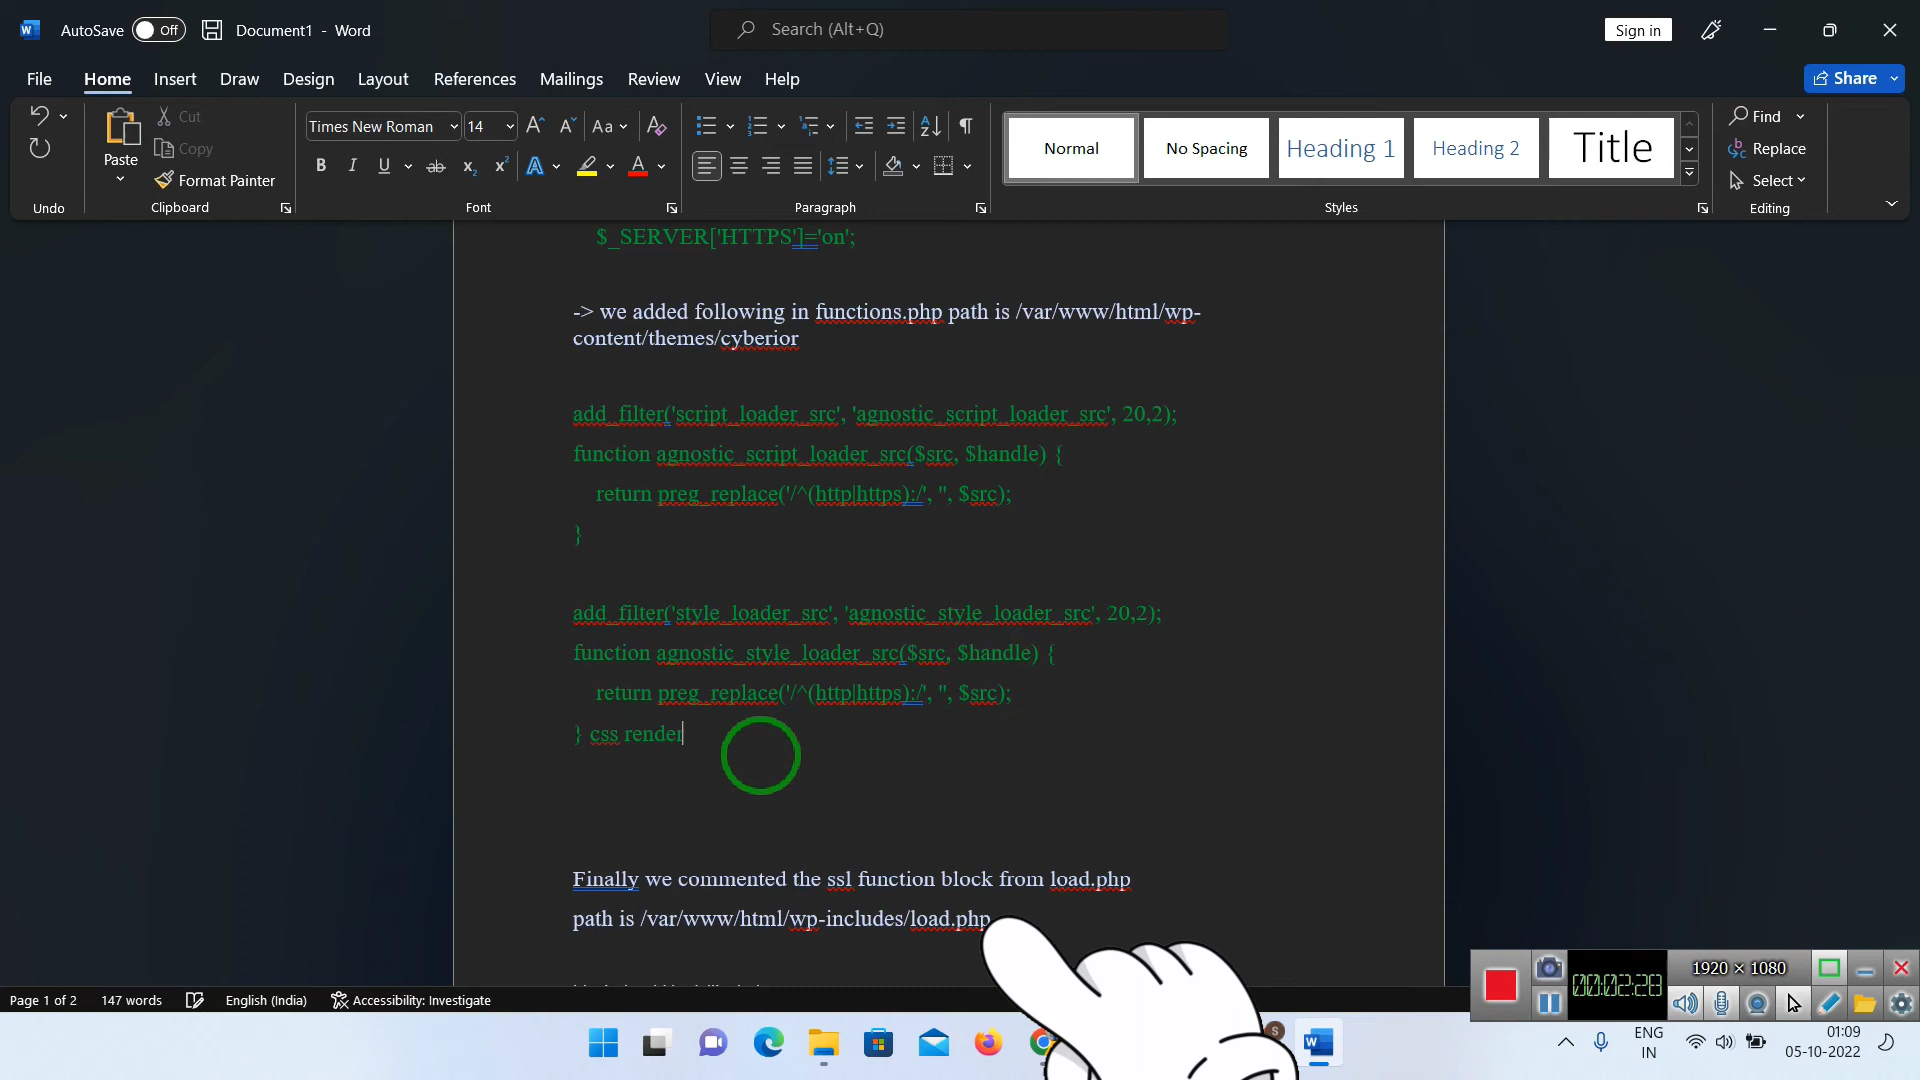 AutoSave Off Document1 - Word Search (Alt+Q) Sign in
File Home Insert Draw Design Layout References Mailings Review View Help Share
Paste Cut
Copy
Format Painter
Times New Roman 14 Aa
Normal No Spacing Heading 1 Heading 2 Title
Find
Replace
Select
Undo Clipboard Font Paragraph Styles Editing
$_SERVER['HTTPS']='on';
-> we added following in functions.php path is /var/www/html/wp-
content/themes/cyberior
add_filter('script_loader_src', 'agnostic_script_loader_src', 20,2);
function agnostic_script_loader_src($src, $handle) {
return preg_replace('/^(http|https):/', '', $src);
}
add_filter('style_loader_src', 'agnostic_style_loader_src', 20,2);
function agnostic_style_loader_src($src, $handle) {
return preg_replace('/^(http|https):/', '', $src);
} css render
Finally we commented the ssl function block from load.php
path is /var/www/html/wp-includes/load.php
1920 × 1080
00:02:28
Page 1 of 2 147 words English (India) Accessibility: Investigate
ENG
IN
01:09
05-10-2022